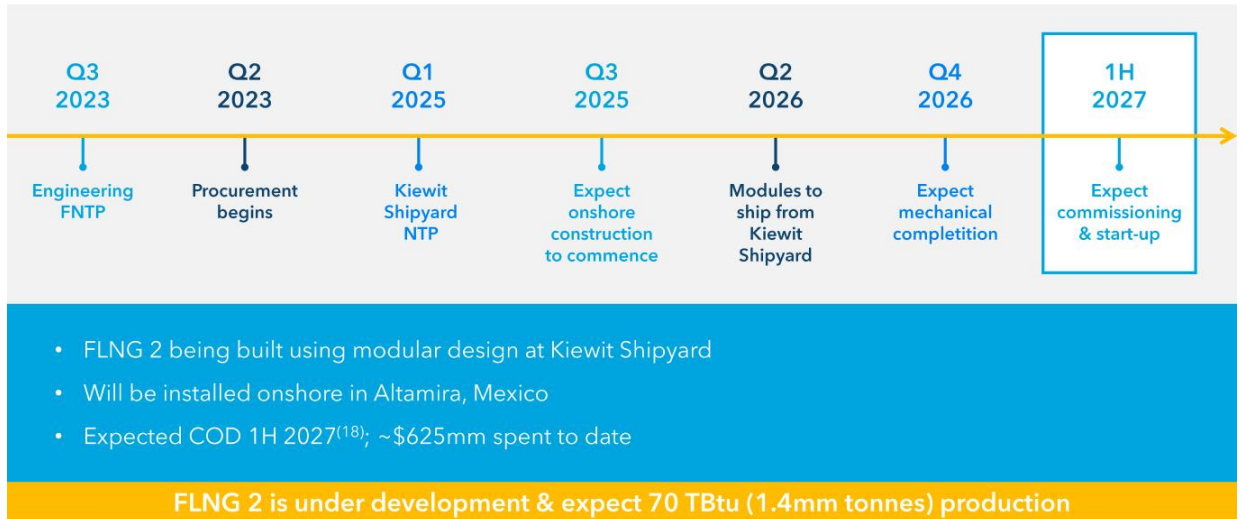 Q3
2023
Q2
2023
Q1
2025
Q3
2025
Q2
2026
Q4
2026
1H
2027
Engineering
FNTP
Procurement
begins
Kiewit
Shipyard
NTP
Expect
onshore
construction
to commence
Modules to
ship from
Kiewit
Shipyard
Expect
mechanical
completition
Expect
commissioning
& start-up
• FLNG 2 being built using modular design at Kiewit Shipyard
• Will be installed onshore in Altamira, Mexico
• Expected COD 1H 2027(18); ~$625mm spent to date
FLNG 2 is under development & expect 70 TBtu (1.4mm tonnes) production